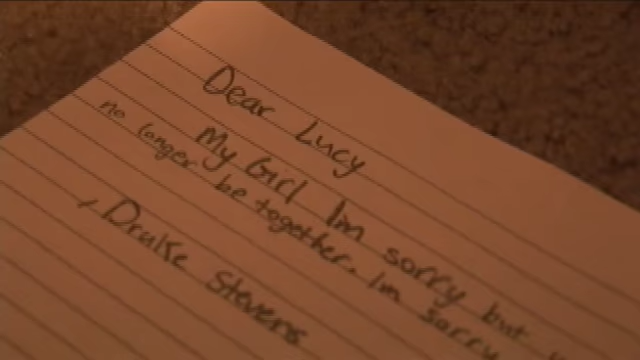 Dear Lucy
My Girl Im sorry but
no longer be together. Im sorry
, Drake Stevens